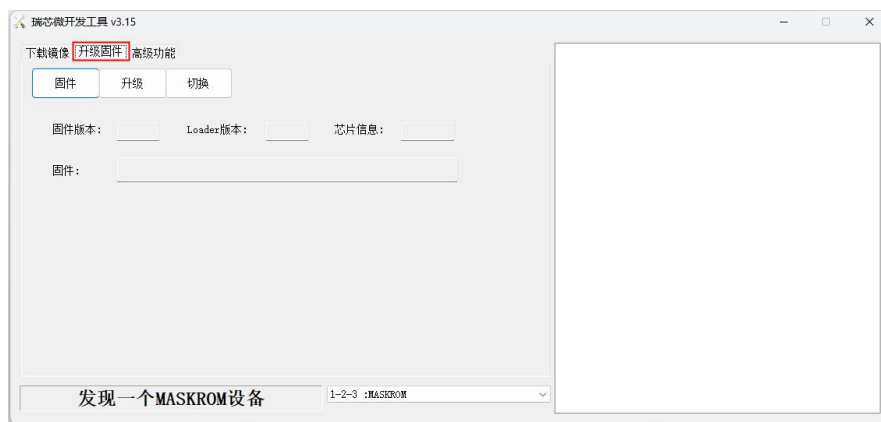 瑞芯微开发工具 v3.15
下载镜像 升级固件 高级功能
固件 升级 切换
固件版本: Loader版本: 芯片信息:
固件:
发现一个MASKROM设备 1-2-3 :MASKROM